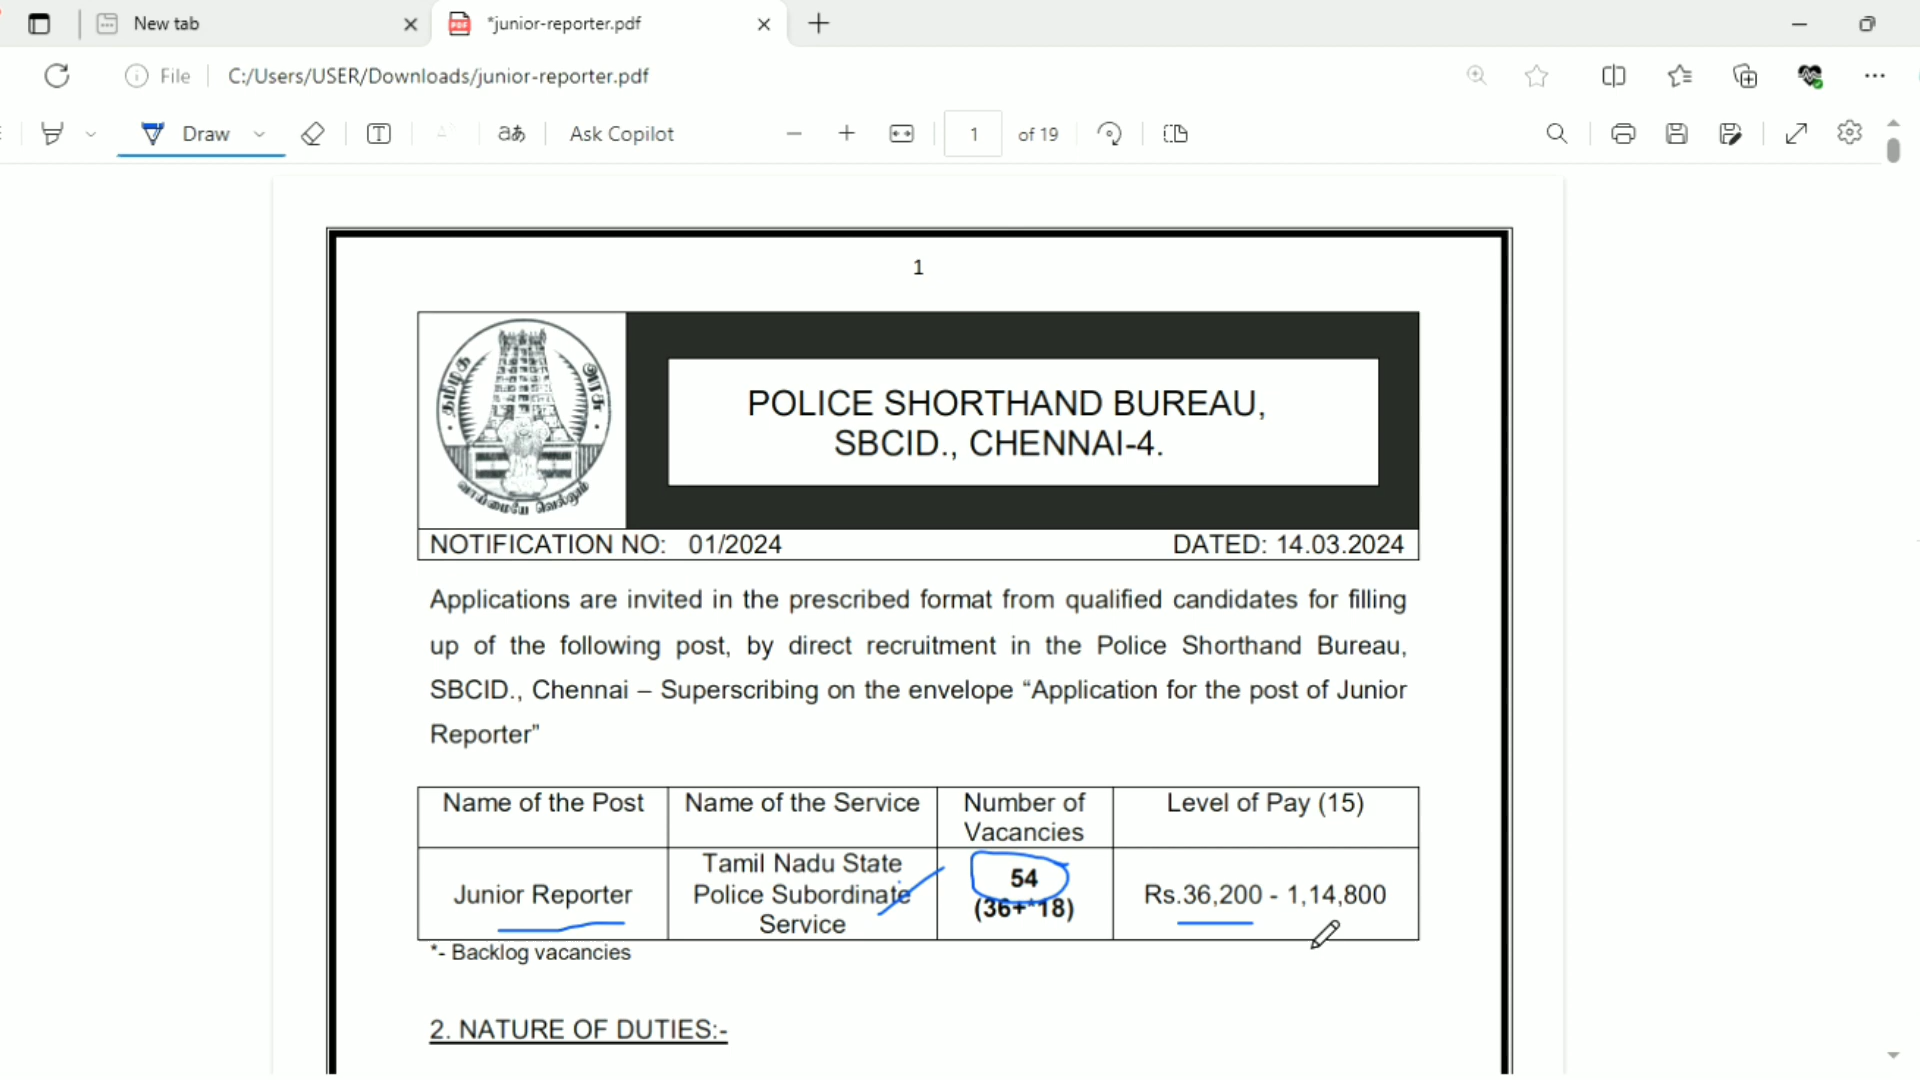 New tab
*junior-reporter.pdf
File
C:/Users/USER/Downloads/junior-reporter.pdf
Draw
aあ
Ask Copilot
1 of 19
1
தமிழக அரசு
வாய்மையே வெல்லும்
POLICE SHORTHAND BUREAU,
SBCID., CHENNAI-4.
NOTIFICATION NO: 01/2024 DATED: 14.03.2024
Applications are invited in the prescribed format from qualified candidates for filling
up of the following post, by direct recruitment in the Police Shorthand Bureau,
SBCID., Chennai – Superscribing on the envelope “Application for the post of Junior
Reporter”
Name of the Post
Name of the Service
Number of
Vacancies
Level of Pay (15)
Junior Reporter
Tamil Nadu State
Police Subordinate
Service
54
(36+*18)
Rs.36,200 - 1,14,800
*- Backlog vacancies
2. NATURE OF DUTIES:-